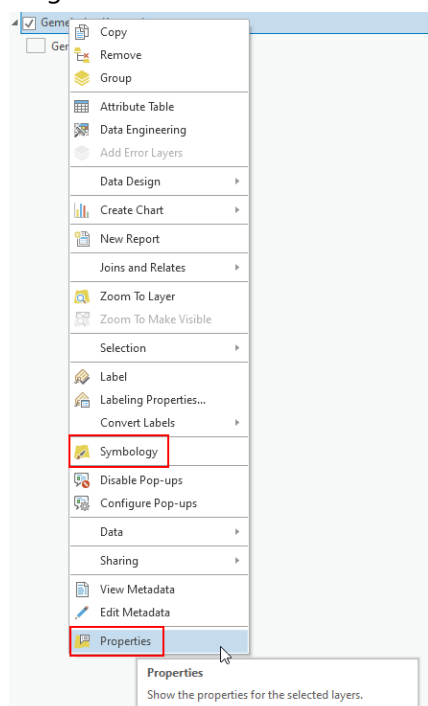 Copy
Remove
Group
Attribute Table
Data Engineering
Add Error Layers
Data Design
Create Chart
New Report
Joins and Relates
Zoom To Layer
Zoom To Make Visible
Selection
Label
Labeling Properties...
Convert Labels
Symbology
Disable Pop-ups
Configure Pop-ups
Data
Sharing
View Metadata
Edit Metadata
Properties
Properties
Show the properties for the selected layers.